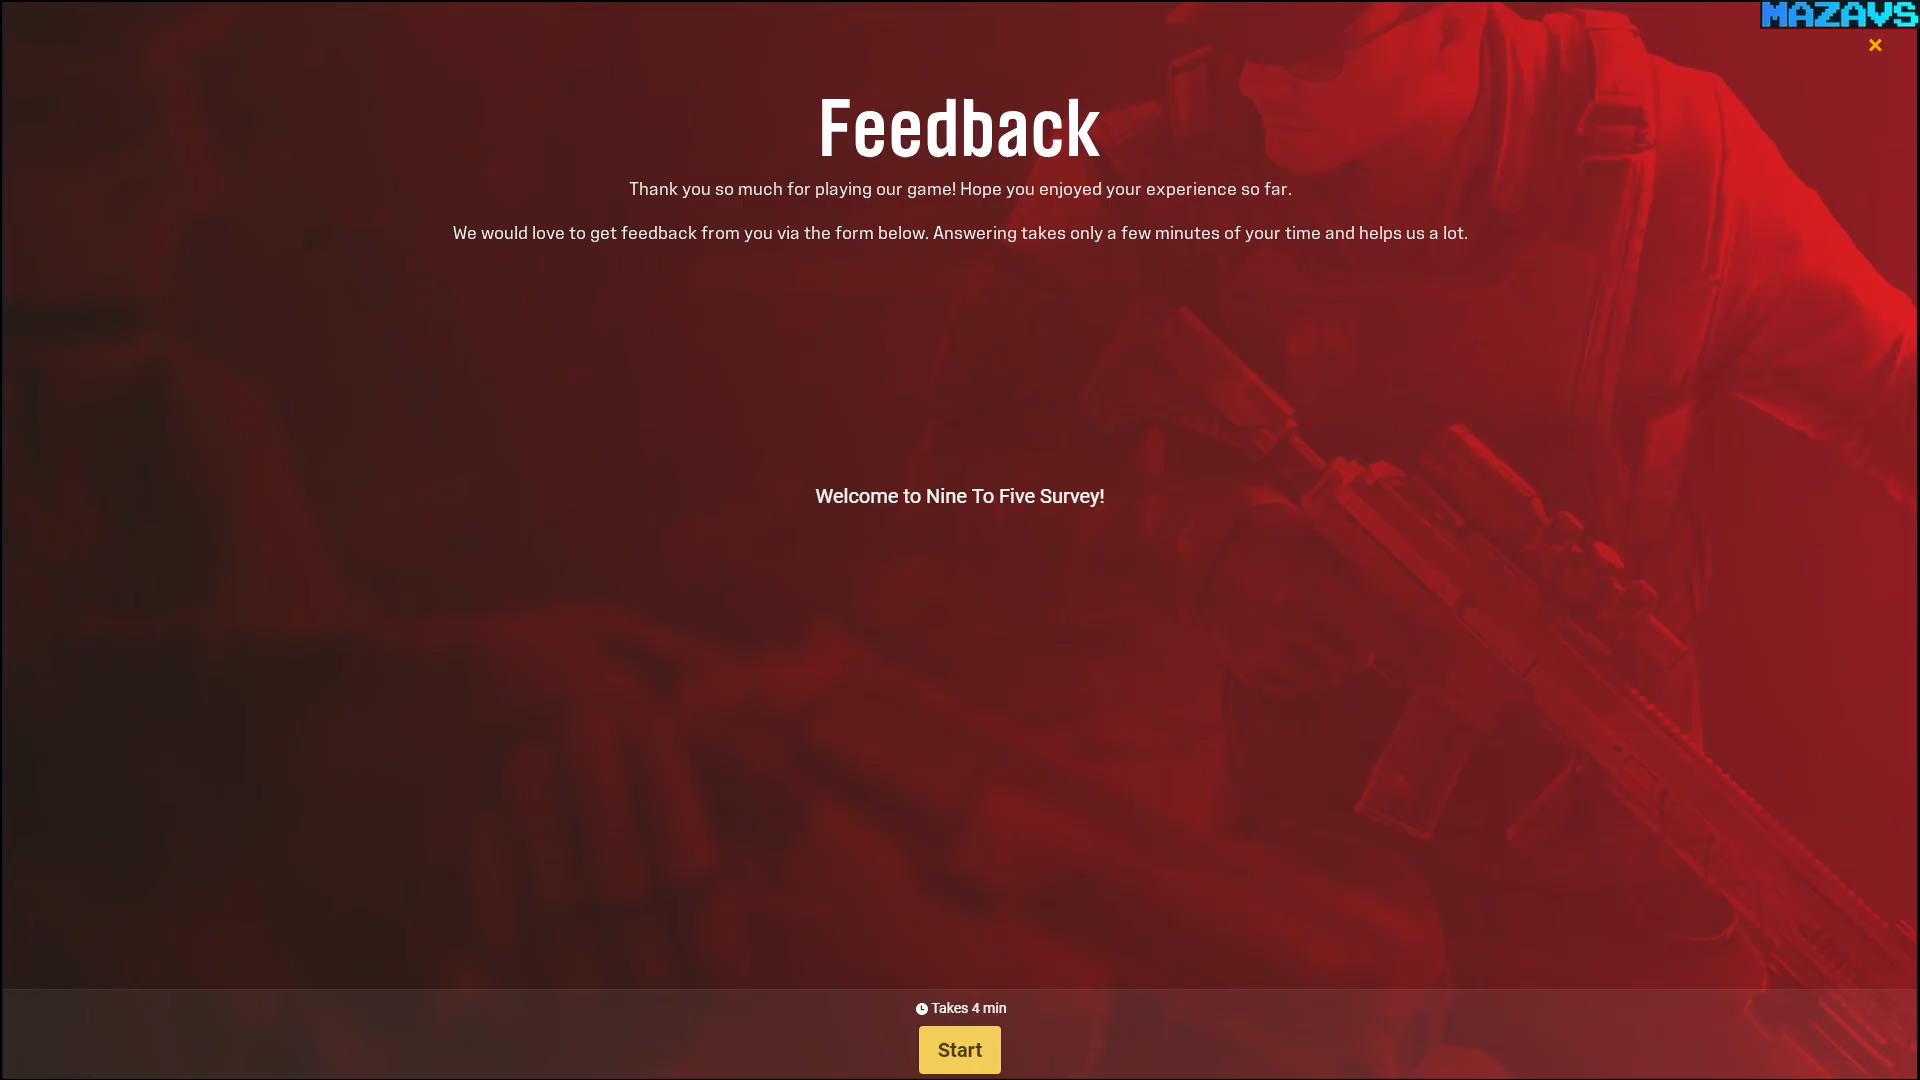 MAZAVS
×
Feedback
Thank you so much for playing our game! Hope you enjoyed your experience so far.
We would love to get feedback from you via the form below. Answering takes only a few minutes of your time and helps us a lot.
Welcome to Nine To Five Survey!
Takes 4 min
Start